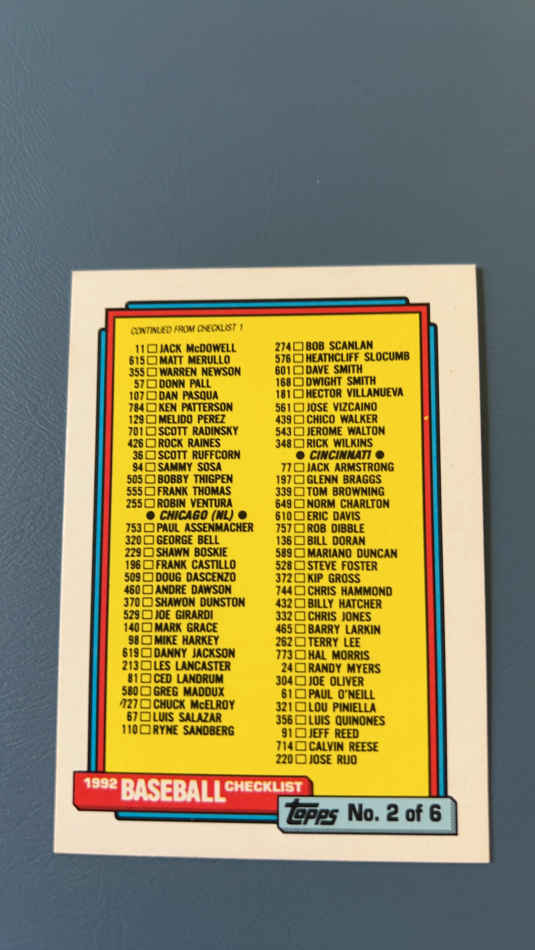 CONTINUED FROM CHECKLIST 1
11 JACK McDOWELL
615 MATT MERULLO
355 WARREN NEWSON
57 DONN PALL
107 DAN PASQUA
784 KEN PATTERSON
129 MELIDO PEREZ
701 SCOTT RADINSKY
426 ROCK RAINES
36 SCOTT RUFFCORN
94 SAMMY SOSA
505 BOBBY THIGPEN
555 FRANK THOMAS
255 ROBIN VENTURA
● CHICAGO (NL) ●
753 PAUL ASSENMACHER
320 GEORGE BELL
229 SHAWN BOSKIE
196 FRANK CASTILLO
509 DOUG DASCENZO
460 ANDRE DAWSON
370 SHAWON DUNSTON
529 JOE GIRARDI
140 MARK GRACE
98 MIKE HARKEY
619 DANNY JACKSON
213 LES LANCASTER
81 CED LANDRUM
580 GREG MADDUX
727 CHUCK McELROY
67 LUIS SALAZAR
110 RYNE SANDBERG
274 BOB SCANLAN
576 HEATHCLIFF SLOCUMB
601 DAVE SMITH
168 DWIGHT SMITH
181 HECTOR VILLANUEVA
561 JOSE VIZCAINO
439 CHICO WALKER
543 JEROME WALTON
348 RICK WILKINS
● CINCINNATI ●
77 JACK ARMSTRONG
197 GLENN BRAGGS
339 TOM BROWNING
649 NORM CHARLTON
610 ERIC DAVIS
757 ROB DIBBLE
136 BILL DORAN
589 MARIANO DUNCAN
528 STEVE FOSTER
372 KIP GROSS
744 CHRIS HAMMOND
432 BILLY HATCHER
332 CHRIS JONES
465 BARRY LARKIN
262 TERRY LEE
773 HAL MORRIS
24 RANDY MYERS
304 JOE OLIVER
61 PAUL O'NEILL
321 LOU PINIELLA
356 LUIS QUINONES
91 JEFF REED
714 CALVIN REESE
220 JOSE RIJO
1992 BASEBALL CHECKLIST
Topps No. 2 of 6